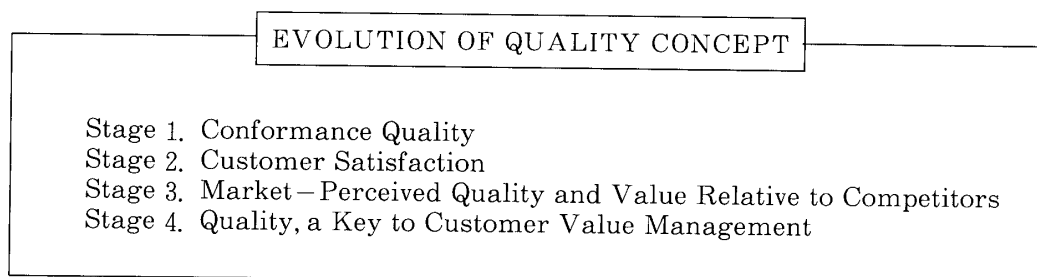 EVOLUTION OF QUALITY CONCEPT
Stage 1. Conformance Quality
Stage 2. Customer Satisfaction
Stage 3. Market-Perceived Quality and Value Relative to Competitors
Stage 4. Quality, a Key to Customer Value Management